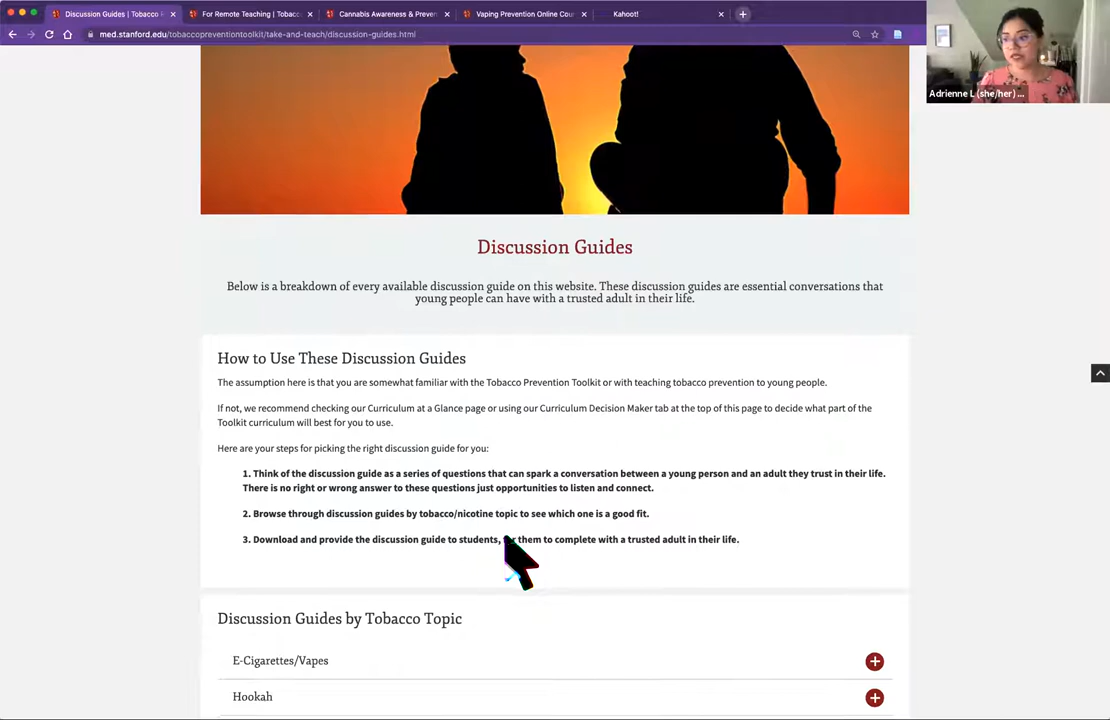 Discussion Guides | Tobacco P
For Remote Teaching | Tobacc
Cannabis Awareness & Preven
Vaping Prevention Online Cou
Kahoot!
med.stanford.edu/tobaccopreventiontoolkit/take-and-teach/discussion-guides.html
Adrienne L (she/her) ...
Discussion Guides
Below is a breakdown of every available discussion guide on this website. These discussion guides are essential conversations that
young people can have with a trusted adult in their life.
How to Use These Discussion Guides
The assumption here is that you are somewhat familiar with the Tobacco Prevention Toolkit or with teaching tobacco prevention to young people.
If not, we recommend checking our Curriculum at a Glance page or using our Curriculum Decision Maker tab at the top of this page to decide what part of the
Toolkit curriculum will best for you to use.
Here are your steps for picking the right discussion guide for you:
1. Think of the discussion guide as a series of questions that can spark a conversation between a young person and an adult they trust in their life.
There is no right or wrong answer to these questions just opportunities to listen and connect.
2. Browse through discussion guides by tobacco/nicotine topic to see which one is a good fit.
3. Download and provide the discussion guide to students, them to complete with a trusted adult in their life.
Discussion Guides by Tobacco Topic
E-Cigarettes/Vapes
Hookah